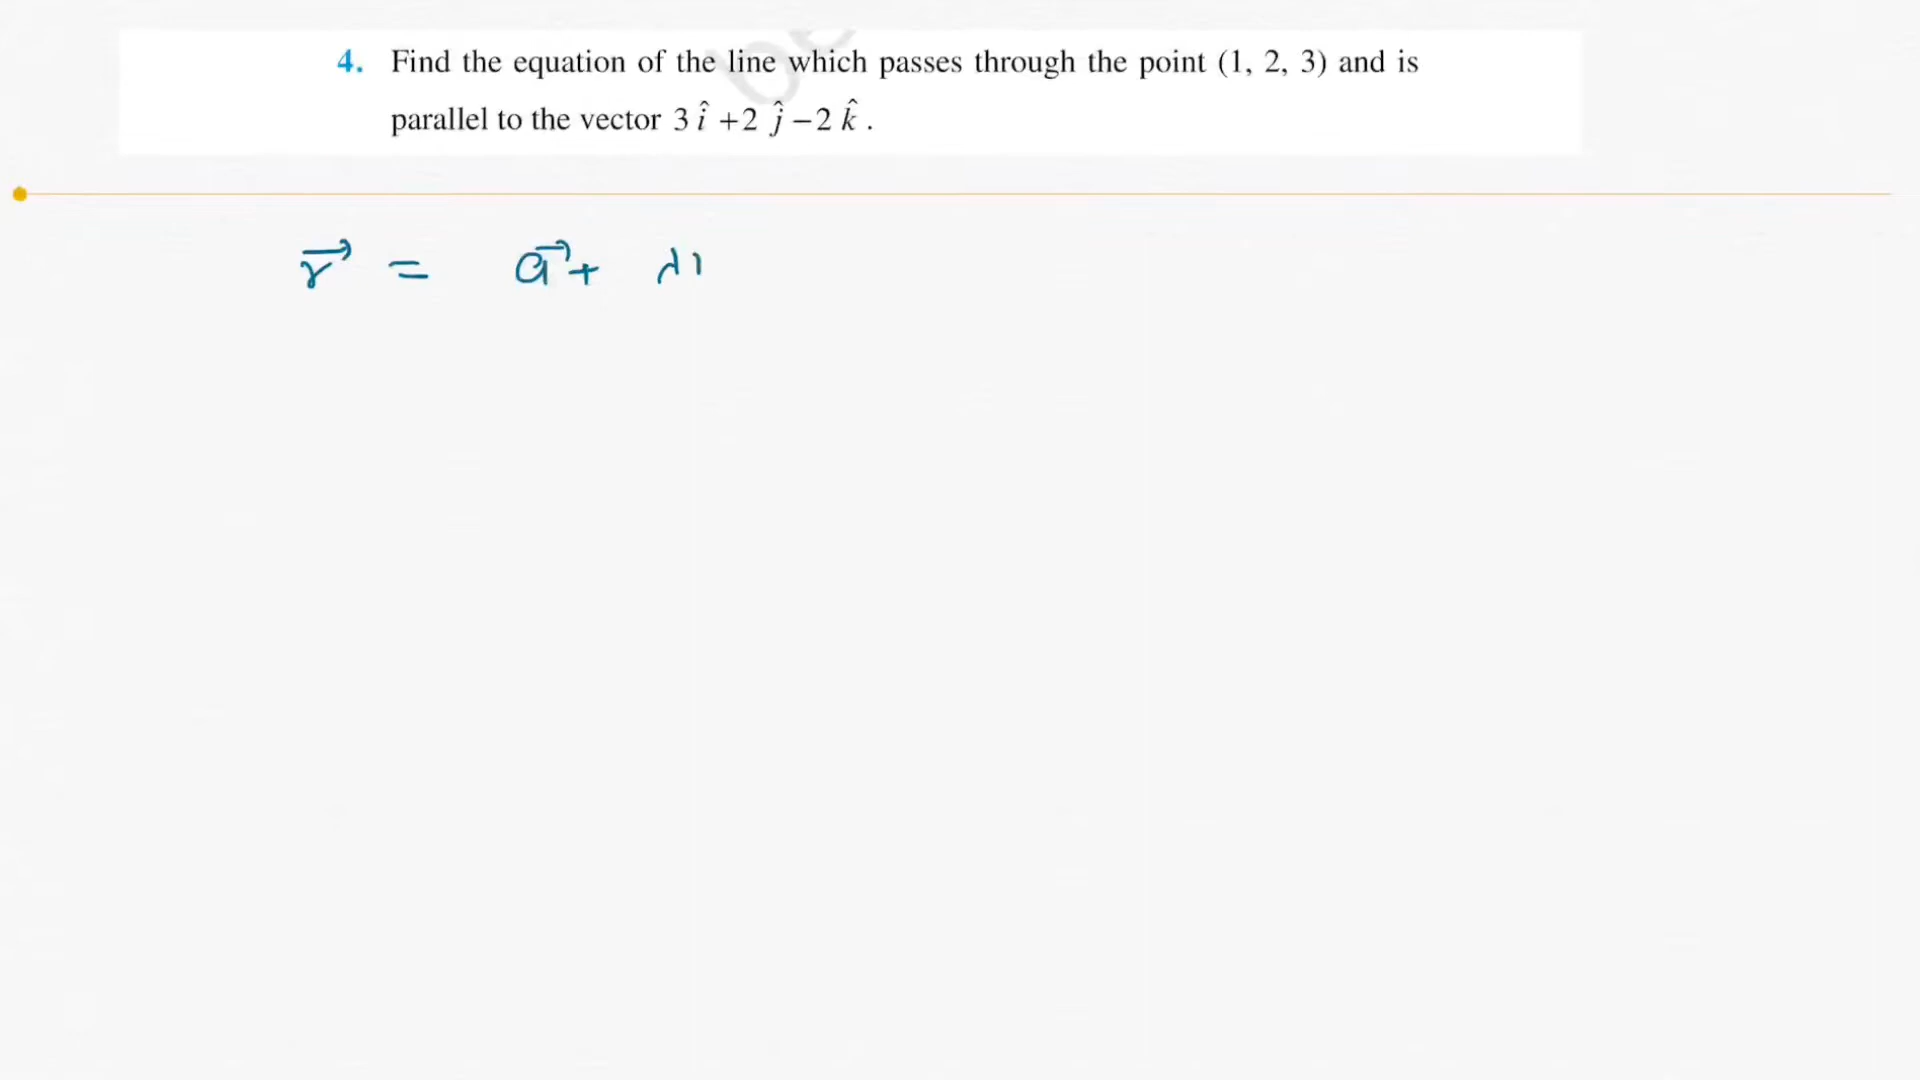 4. Find the equation of the line which passes through the point (1, 2, 3) and is
parallel to the vector 3 î +2 ĵ −2 k̂ .
r⃗ = a⃗ + λ